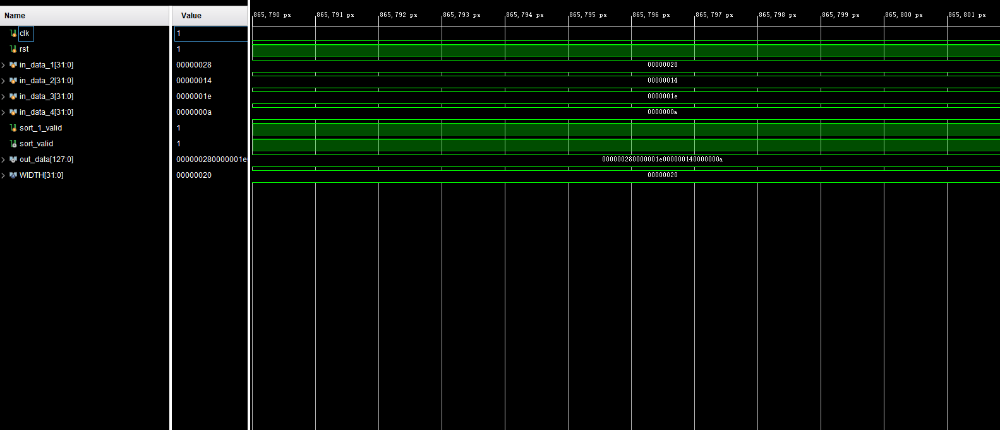 Name Value 865,790 ps 865,791 ps 865,792 ps 865,793 ps 865,794 ps 865,795 ps 865,796 ps 865,797 ps 865,798 ps 865,799 ps 865,800 ps 865,801 ps
clk 1
rst 1
in_data_1[31:0] 00000028 00000028
in_data_2[31:0] 00000014 00000014
in_data_3[31:0] 0000001e 0000001e
in_data_4[31:0] 0000000a 0000000a
sort_1_valid 1
sort_valid 1
out_data[127:0] 000000280000001e 000000280000001e000000140000000a
WIDTH[31:0] 00000020 00000020